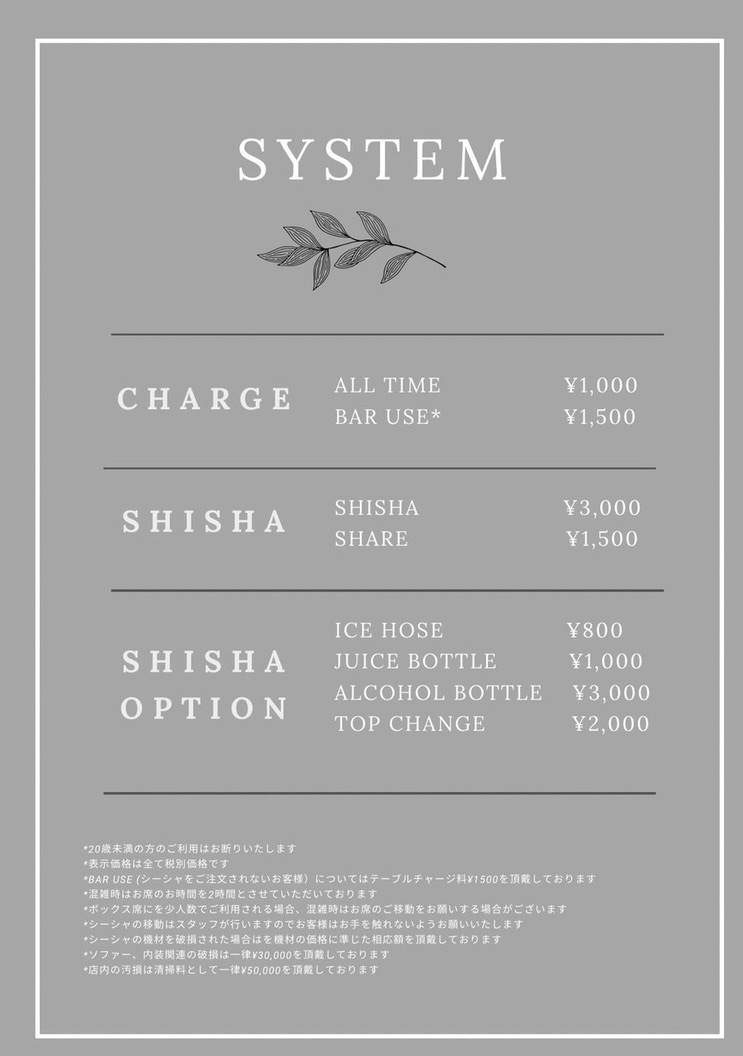 SYSTEM
CHARGE
ALL TIME ¥1,000
BAR USE* ¥1,500
SHISHA
SHISHA ¥3,000
SHARE ¥1,500
SHISHA
OPTION
ICE HOSE ¥800
JUICE BOTTLE ¥1,000
ALCOHOL BOTTLE ¥3,000
TOP CHANGE ¥2,000
*20歳未満の方のご利用はお断りいたします
*表示価格は全て税別価格です
*BAR USE (シーシャをご注文されないお客様）についてはテーブルチャージ料¥1500を頂戴しております
*混雑時はお席のお時間を2時間とさせていただいております
*ボックス席にを少人数でご利用される場合、混雑時はお席のご移動をお願いする場合がございます
*シーシャの移動はスタッフが行いますのでお客様はお手を触れないようお願いいたします
*シーシャの機材を破損された場合はを機材の価格に準じた相応額を頂戴しております
*ソファー、内装関連の破損は一律¥30,000を頂戴しております
*店内の汚損は清掃料として一律¥50,000を頂戴しております